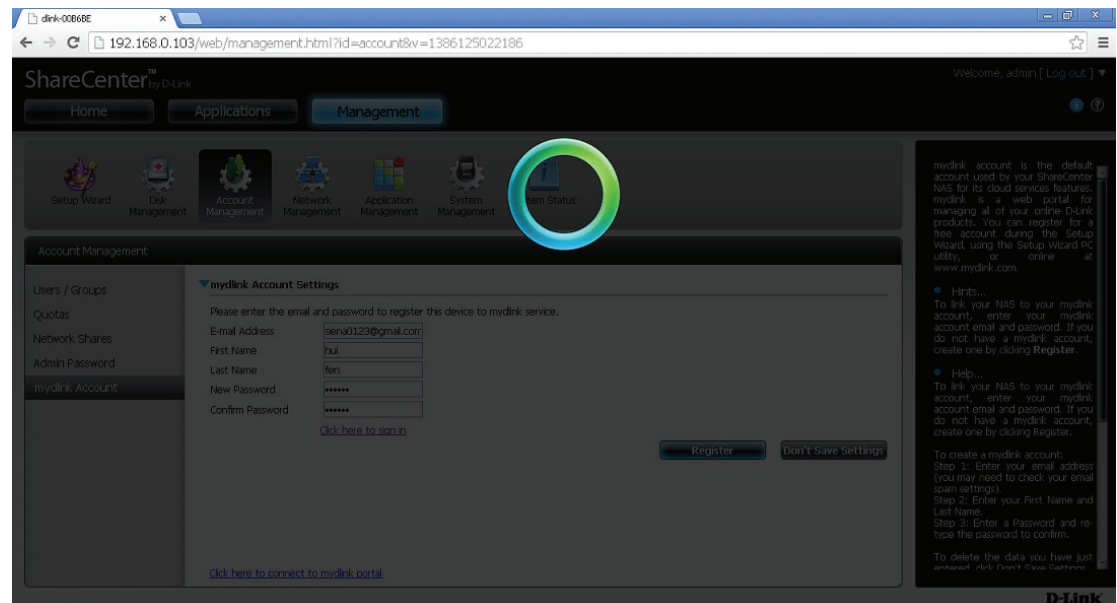 dlink-00B6BE
192.168.0.103/web/management.html?id=account&v=1386125022186
ShareCenter™ by D-Link
Welcome, admin [ Log out ]
Home Applications Management
Setup Wizard
Disk Management
Account Management
Network Management
Application Management
System Management
em Status
Account Management
Users / Groups
Quotas
Network Shares
Admin Password
mydlink Account
mydlink Account Settings
Please enter the email and password to register this device to mydlink service.
E-mail Address siena0123@gmail.com
First Name hui
Last Name fen
New Password ••••••
Confirm Password ••••••
Click here to sign in
Register Don't Save Settings
Click here to connect to mydlink portal
mydlink account is the default
account used by your ShareCenter
NAS for its cloud services features.
mydlink is a web portal for
managing all of your online D-Link
products. You can register for a
free account during the Setup
Wizard, using the Setup Wizard PC
utility, or online at
www.mydlink.com.
Hints...
To link your NAS to your mydlink
account, enter your mydlink
account email and password. If you
do not have a mydlink account,
create one by clicking Register.
Help...
To link your NAS to your mydlink
account, enter your mydlink
account email and password. If you
do not have a mydlink account,
create one by clicking Register.
To create a mydlink account:
Step 1: Enter your email address
(you may need to check your email
spam settings).
Step 2: Enter your First Name and
Last Name.
Step 3: Enter a Password and re-
type the password to confirm.
To delete the data you have just
entered, click Don't Save Settings
D-Link